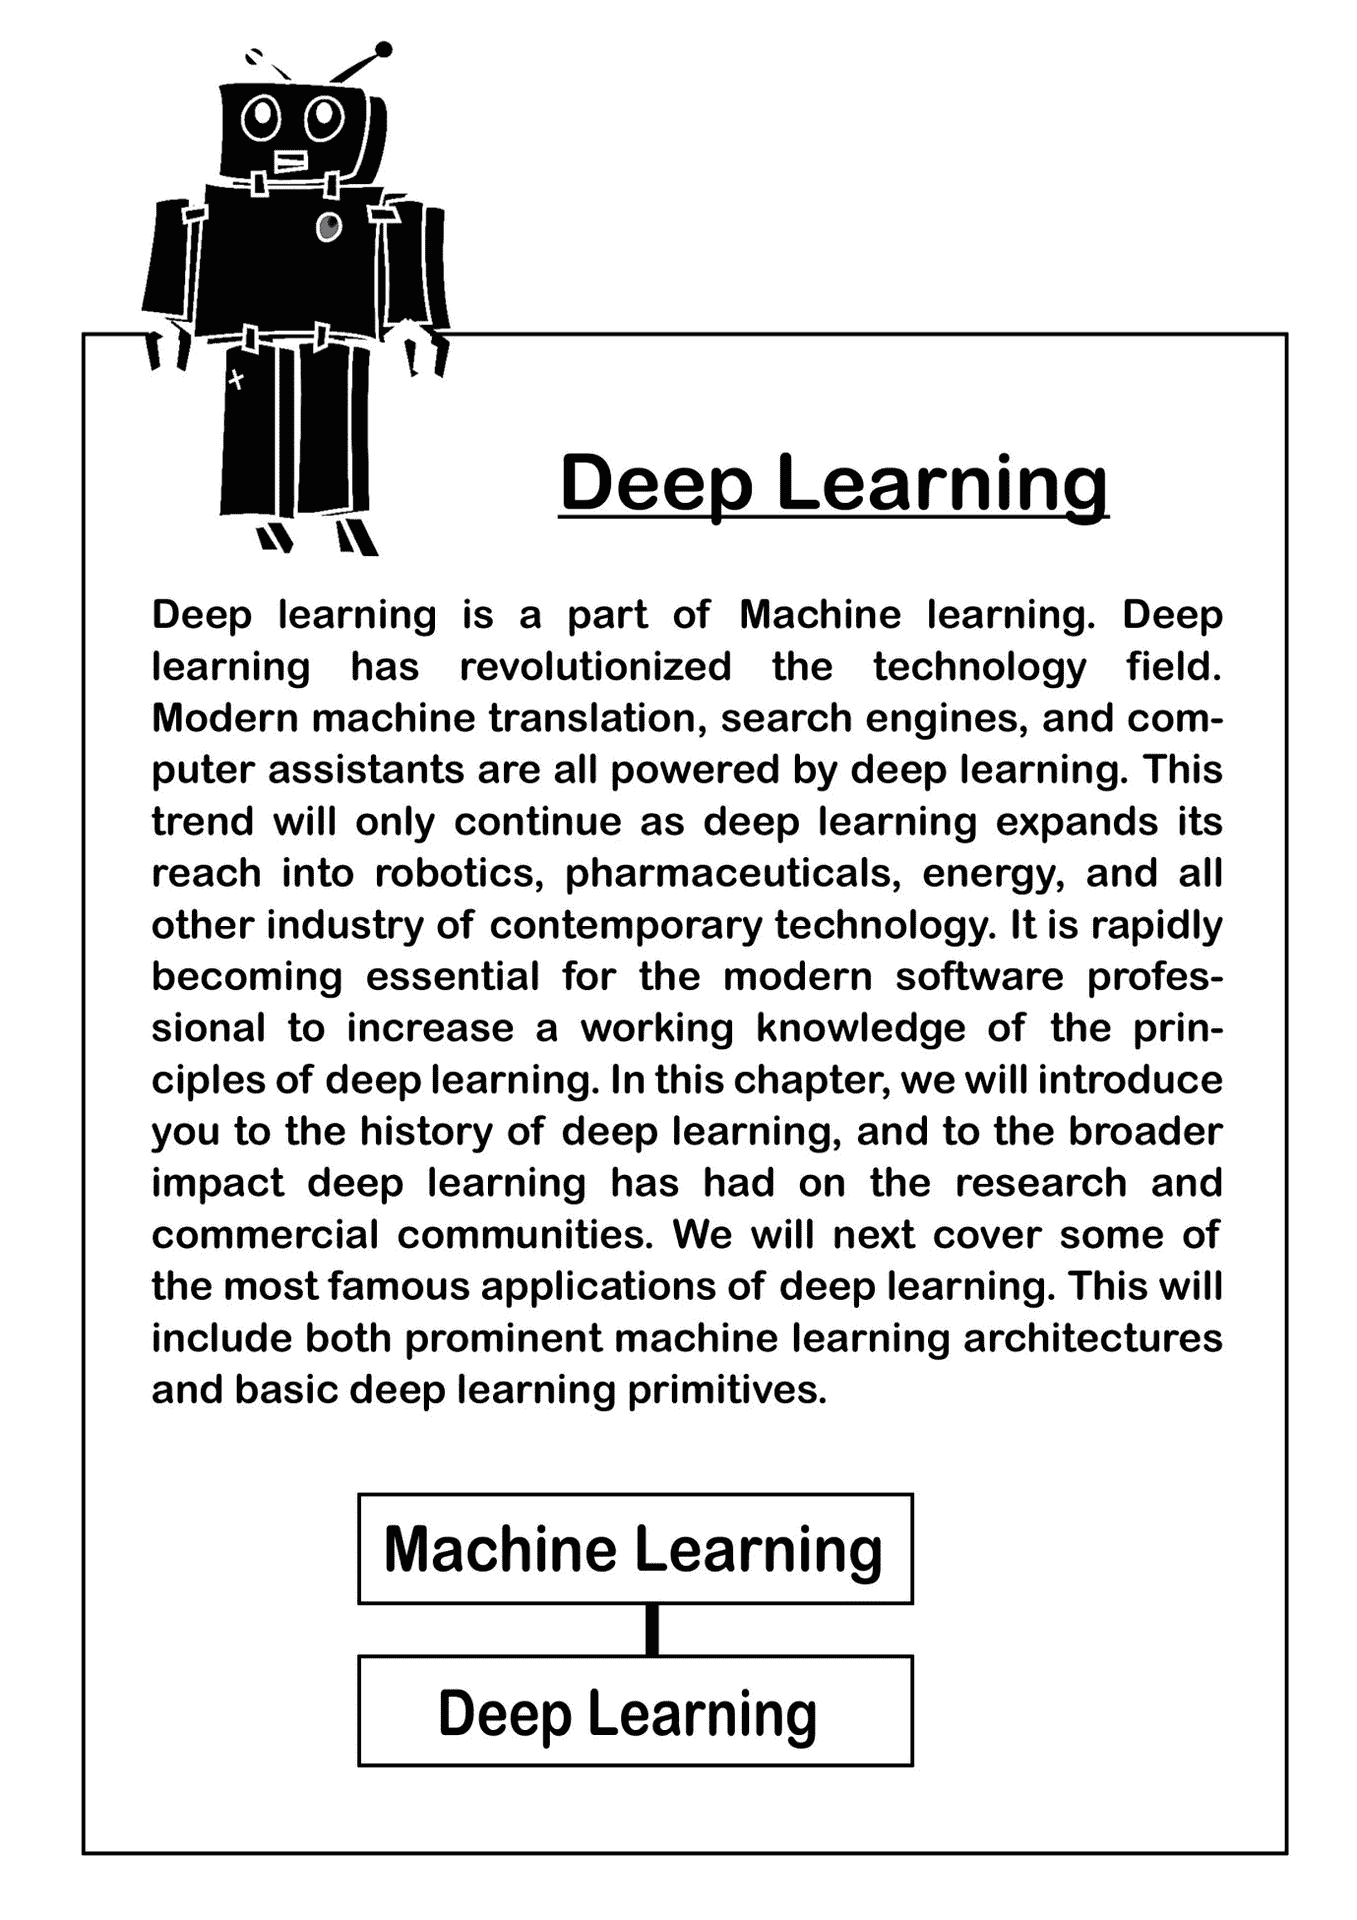 Deep Learning
Deep learning is a part of Machine learning. Deep
learning has revolutionized the technology field.
Modern machine translation, search engines, and com-
puter assistants are all powered by deep learning. This
trend will only continue as deep learning expands its
reach into robotics, pharmaceuticals, energy, and all
other industry of contemporary technology. It is rapidly
becoming essential for the modern software profes-
sional to increase a working knowledge of the prin-
ciples of deep learning. In this chapter, we will introduce
you to the history of deep learning, and to the broader
impact deep learning has had on the research and
commercial communities. We will next cover some of
the most famous applications of deep learning. This will
include both prominent machine learning architectures
and basic deep learning primitives.
Machine Learning
Deep Learning